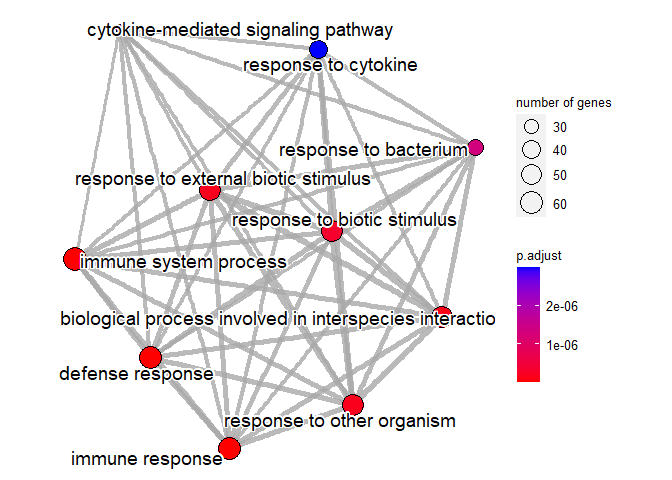 cytokine-mediated signaling pathway
response to cytokine
number of genes
30
40
50
60
response to bacterium
response to external biotic stimulus
response to biotic stimulus
immune system process
p.adjust
2e-06
1e-06
biological process involved in interspecies interactio
defense response
response to other organism
immune response